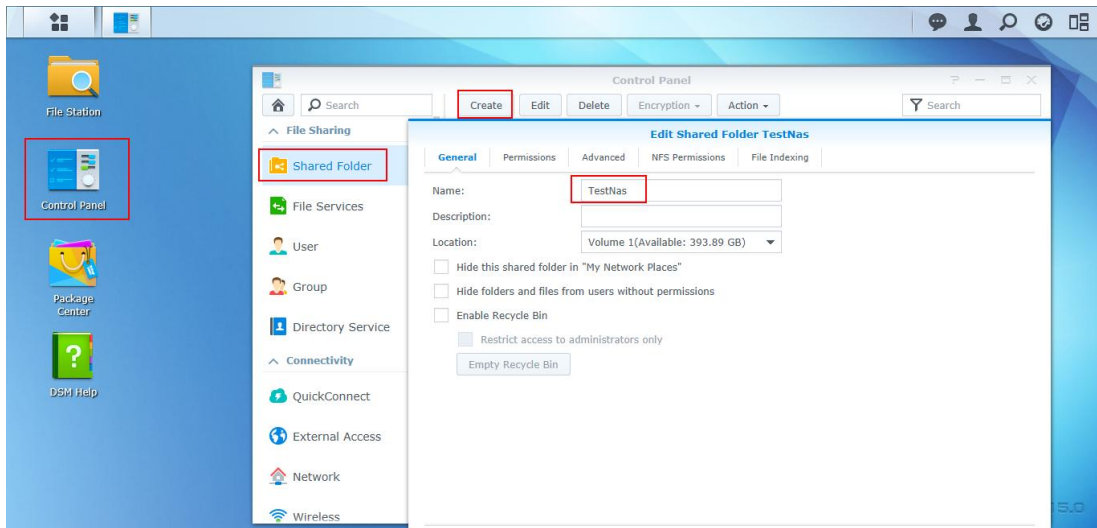 Control Panel
Search
Create Edit Delete Encryption Action
Search
File Station
Control Panel
Package
Center
DSM Help
File Sharing
Shared Folder
File Services
User
Group
Directory Service
Connectivity
QuickConnect
External Access
Network
Wireless
Edit Shared Folder TestNas
General Permissions Advanced NFS Permissions File Indexing
Name: TestNas
Description:
Location: Volume 1(Available: 393.89 GB)
Hide this shared folder in "My Network Places"
Hide folders and files from users without permissions
Enable Recycle Bin
Restrict access to administrators only
Empty Recycle Bin
5.0